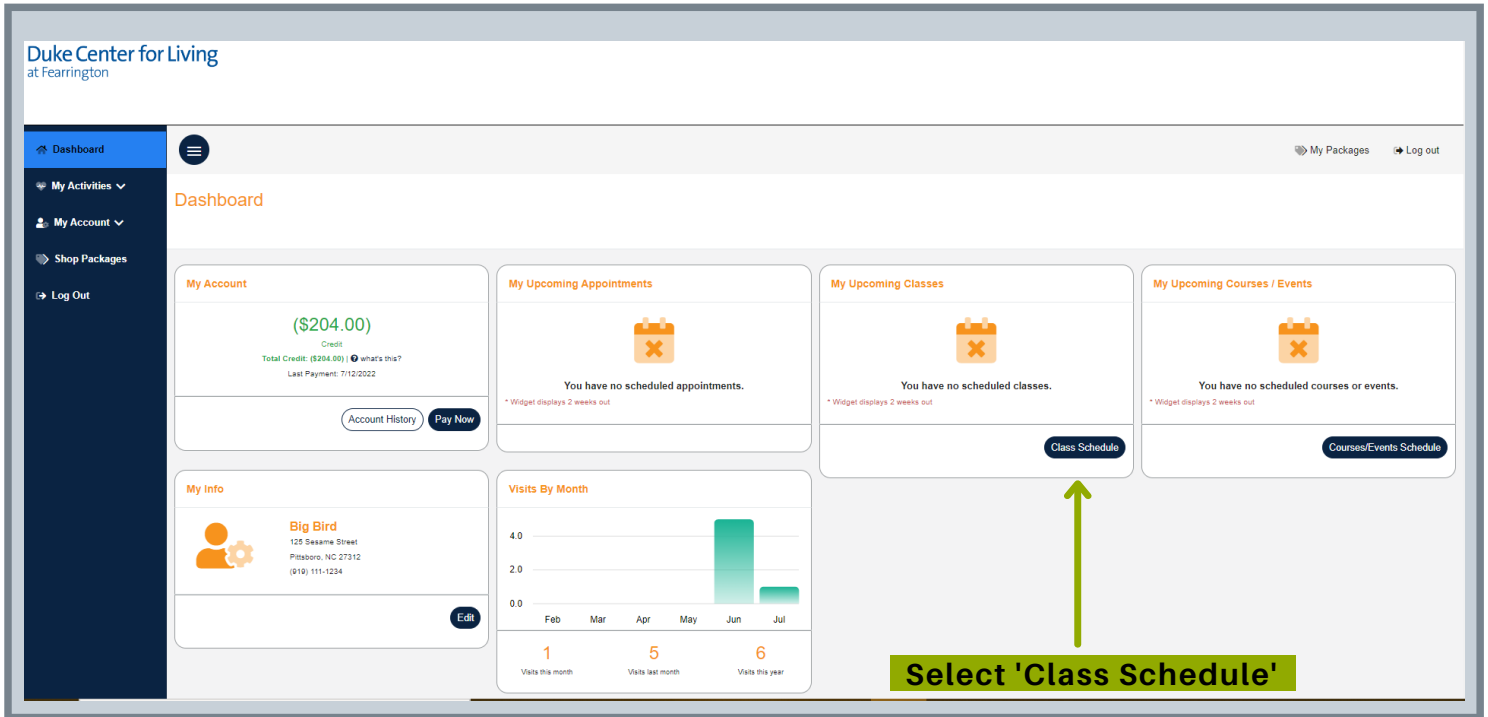 Duke Center for Living
at Fearrington
Dashboard
My Activities
My Account
Shop Packages
Log Out
My Packages
Log out
Dashboard
My Account
($204.00)
Credit
Total Credit: ($204.00) | ? what's this?
Last Payment: 7/12/2022
Account History
Pay Now
My Upcoming Appointments
You have no scheduled appointments.
* Widget displays 2 weeks out
My Upcoming Classes
You have no scheduled classes.
* Widget displays 2 weeks out
Class Schedule
My Upcoming Courses / Events
You have no scheduled courses or events.
* Widget displays 2 weeks out
Courses/Events Schedule
My Info
Big Bird
125 Sesame Street
Pittsboro, NC 27312
(919) 111-1234
Edit
Visits By Month
4.0
2.0
0.0
Feb Mar Apr May Jun Jul
1 5 6
Visits this month Visits last month Visits this year
Select 'Class Schedule'